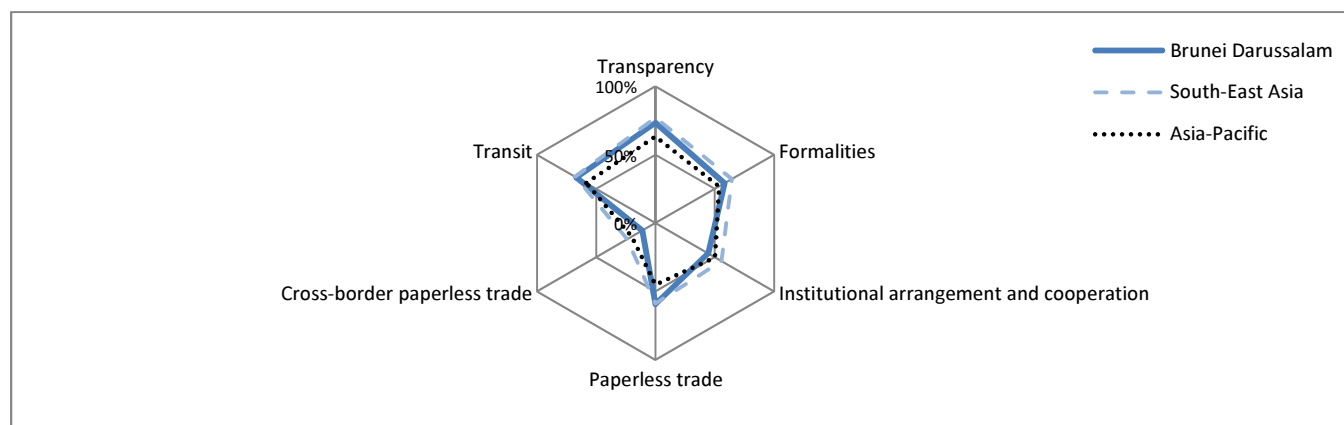 Transparency
100%
50%
0%
Formalities
Institutional arrangement and cooperation
Paperless trade
Cross-border paperless trade
Transit
Brunei Darussalam
South-East Asia
Asia-Pacific